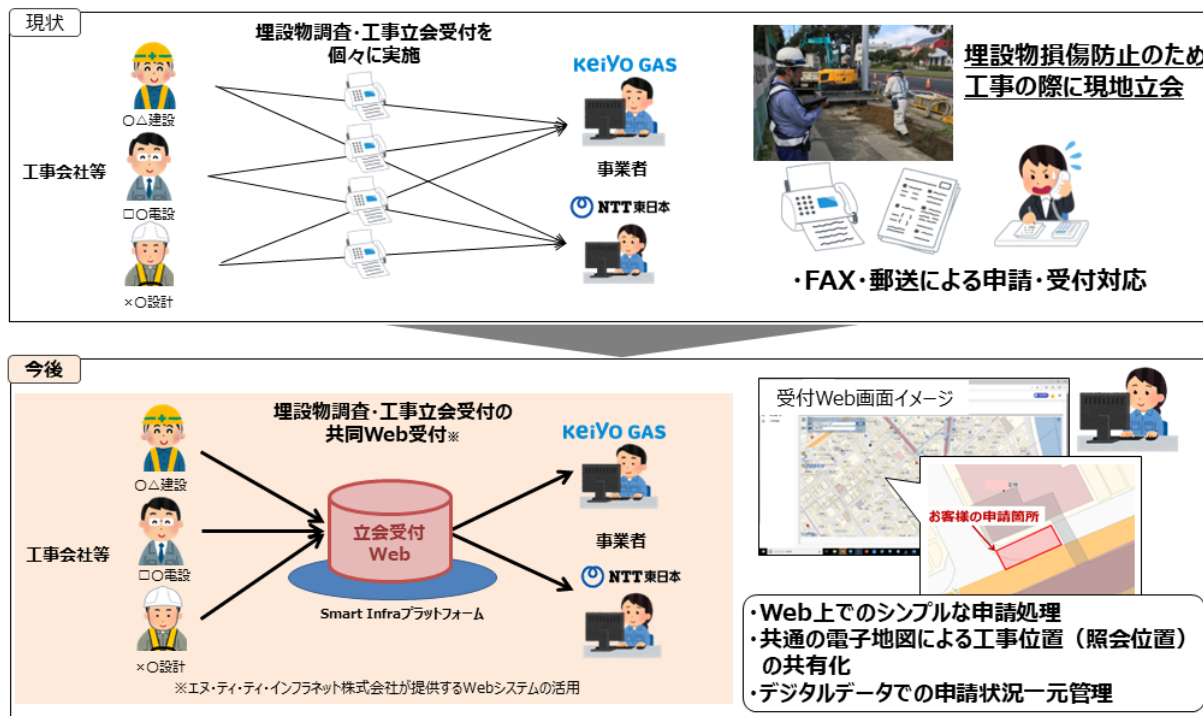 現状
埋設物調査・工事立会受付を
個々に実施
○△建設
工事会社等
□○電設
×○設計
KeiYO GAS
事業者
NTT東日本
埋設物損傷防止のため
工事の際に現地立会
・FAX・郵送による申請・受付対応
今後
埋設物調査・工事立会受付の
共同Web受付※
○△建設
工事会社等
□○電設
×○設計
立会受付
Web
Smart Infraプラットフォーム
KeiYO GAS
事業者
NTT東日本
※エヌ・ティ・ティ・インフラネット株式会社が提供するWebシステムの活用
受付Web画面イメージ
お客様の申請箇所
・Web上でのシンプルな申請処理
・共通の電子地図による工事位置（照会位置）
の共有化
・デジタルデータでの申請状況一元管理